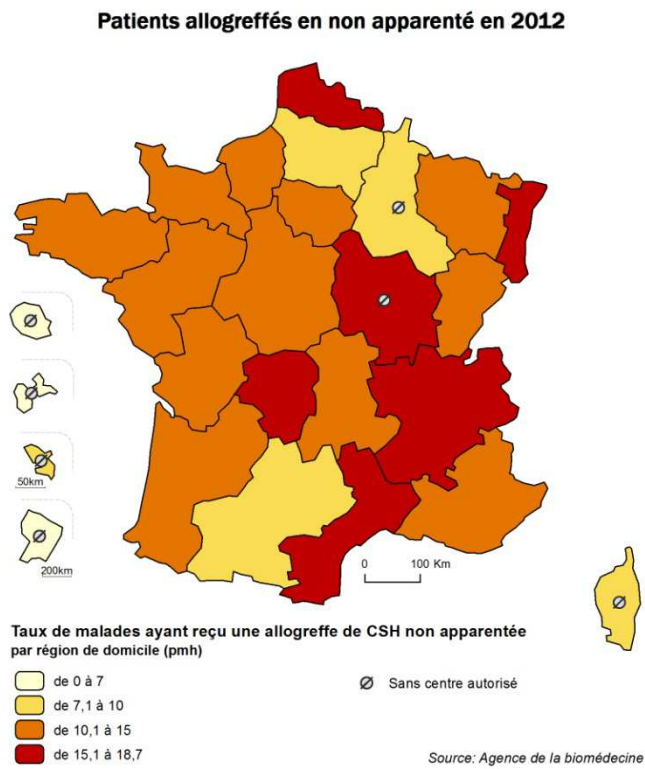 Patients allogreffés en non apparenté en 2012
50km
200km
0 100 Km
Taux de malades ayant reçu une allogreffe de CSH non apparentée
par région de domicile (pmh)
de 0 à 7
de 7,1 à 10
de 10,1 à 15
de 15,1 à 18,7
Sans centre autorisé
Source: Agence de la biomédecine